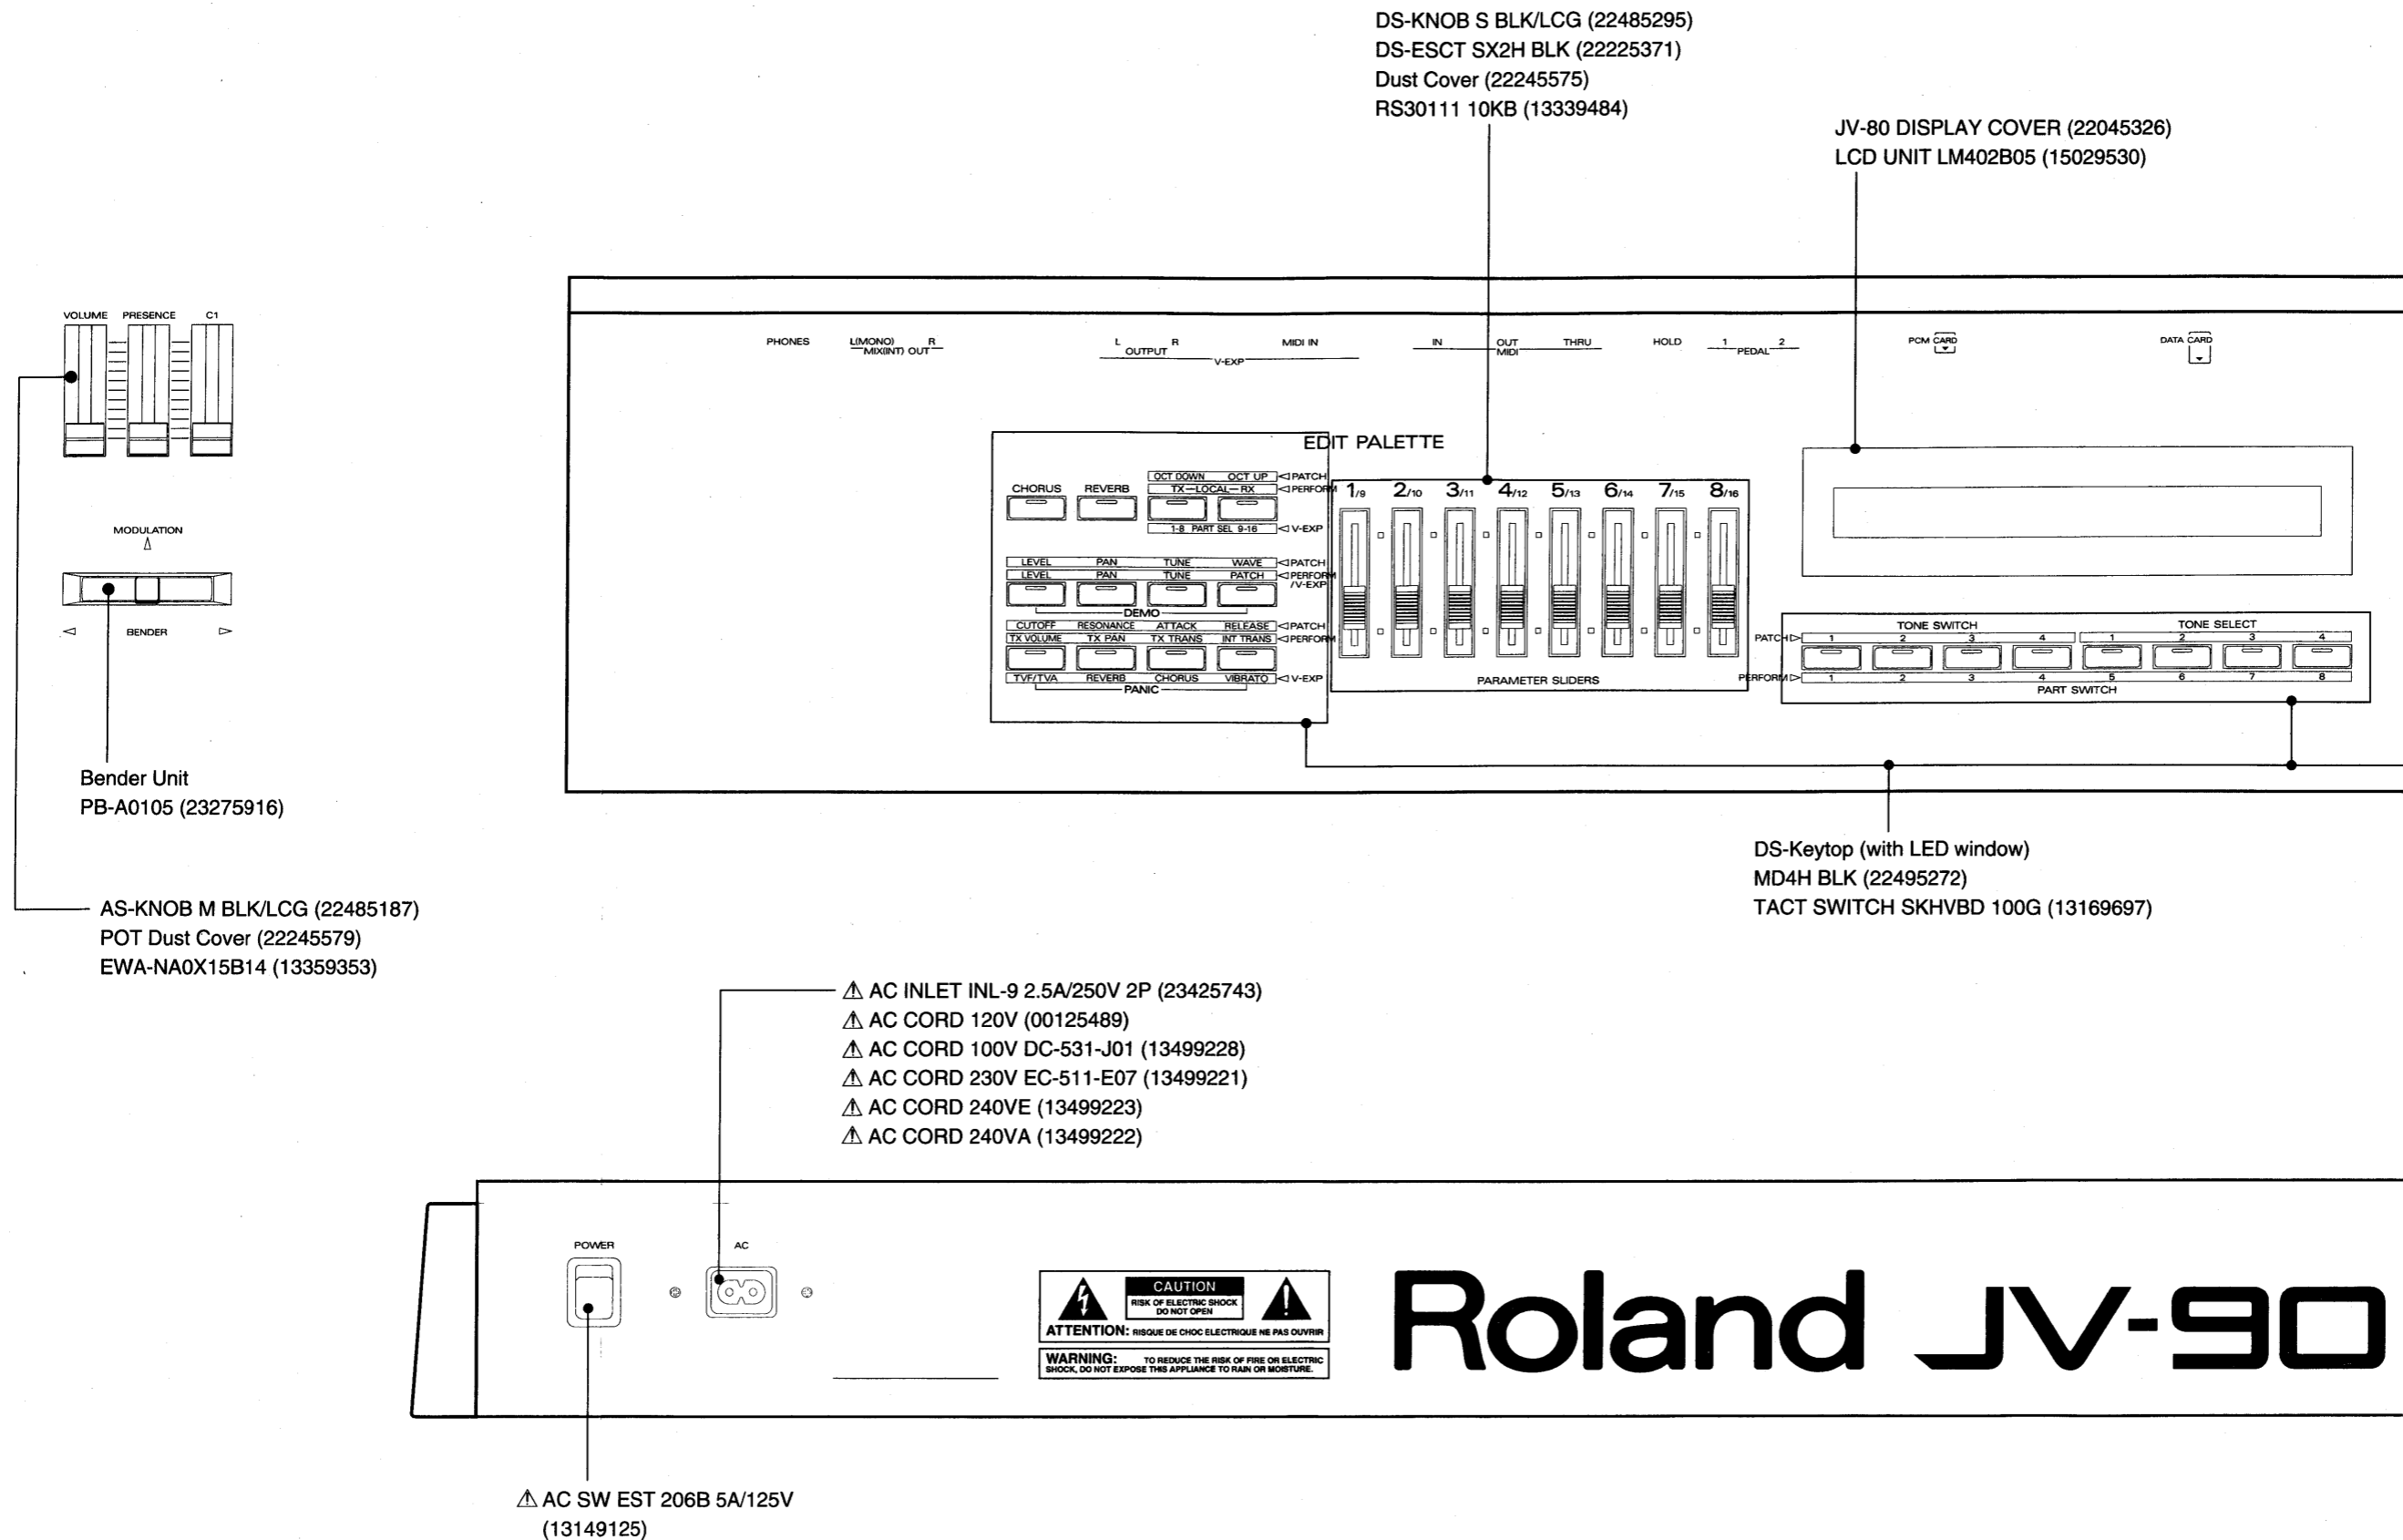 DS-KNOB S BLK/LCG (22485295)
DS-ESCT SX2H BLK (22225371)
Dust Cover (22245575)
RS30111 10KB (13339484)
JV-80 DISPLAY COVER (22045326)
LCD UNIT LM402B05 (15029530)
VOLUME PRESENCE C1
PHONES L(MONO) R IN OUT THRU HOLD 1 2 PCM CARD DATA CARD
MIX(INT) OUT L R MIDI IN MIDI PEDAL
OUTPUT
V-EXP
EDIT PALETTE
OCT DOWN OCT UP ◁PATCH
CHORUS REVERB TX—LOCAL—RX ◁PERFORM
1/9 2/10 3/11 4/12 5/13 6/14 7/15 8/16
1-8 PART SEL 9-16 ◁V-EXP
MODULATION
LEVEL PAN TUNE WAVE ◁PATCH
LEVEL PAN TUNE PATCH ◁PERFORM
/V-EXP
DEMO
BENDER
CUTOFF RESONANCE ATTACK RELEASE ◁PATCH
TX VOLUME TX PAN TX TRANS INT TRANS ◁PERFORM
TVF/TVA REVERB CHORUS VIBRATO ◁V-EXP
PANIC
PARAMETER SLIDERS
TONE SWITCH TONE SELECT
PATCH▷ 1 2 3 4 1 2 3 4
PERFORM▷ 1 2 3 4 5 6 7 8
PART SWITCH
Bender Unit
PB-A0105 (23275916)
DS-Keytop (with LED window)
MD4H BLK (22495272)
TACT SWITCH SKHVBD 100G (13169697)
AS-KNOB M BLK/LCG (22485187)
POT Dust Cover (22245579)
EWA-NA0X15B14 (13359353)
⚠ AC INLET INL-9 2.5A/250V 2P (23425743)
⚠ AC CORD 120V (00125489)
⚠ AC CORD 100V DC-531-J01 (13499228)
⚠ AC CORD 230V EC-511-E07 (13499221)
⚠ AC CORD 240VE (13499223)
⚠ AC CORD 240VA (13499222)
POWER AC
CAUTION
RISK OF ELECTRIC SHOCK
DO NOT OPEN
ATTENTION: RISQUE DE CHOC ELECTRIQUE NE PAS OUVRIR
WARNING: TO REDUCE THE RISK OF FIRE OR ELECTRIC
SHOCK, DO NOT EXPOSE THIS APPLIANCE TO RAIN OR MOISTURE.
Roland JV-90
⚠ AC SW EST 206B 5A/125V
(13149125)